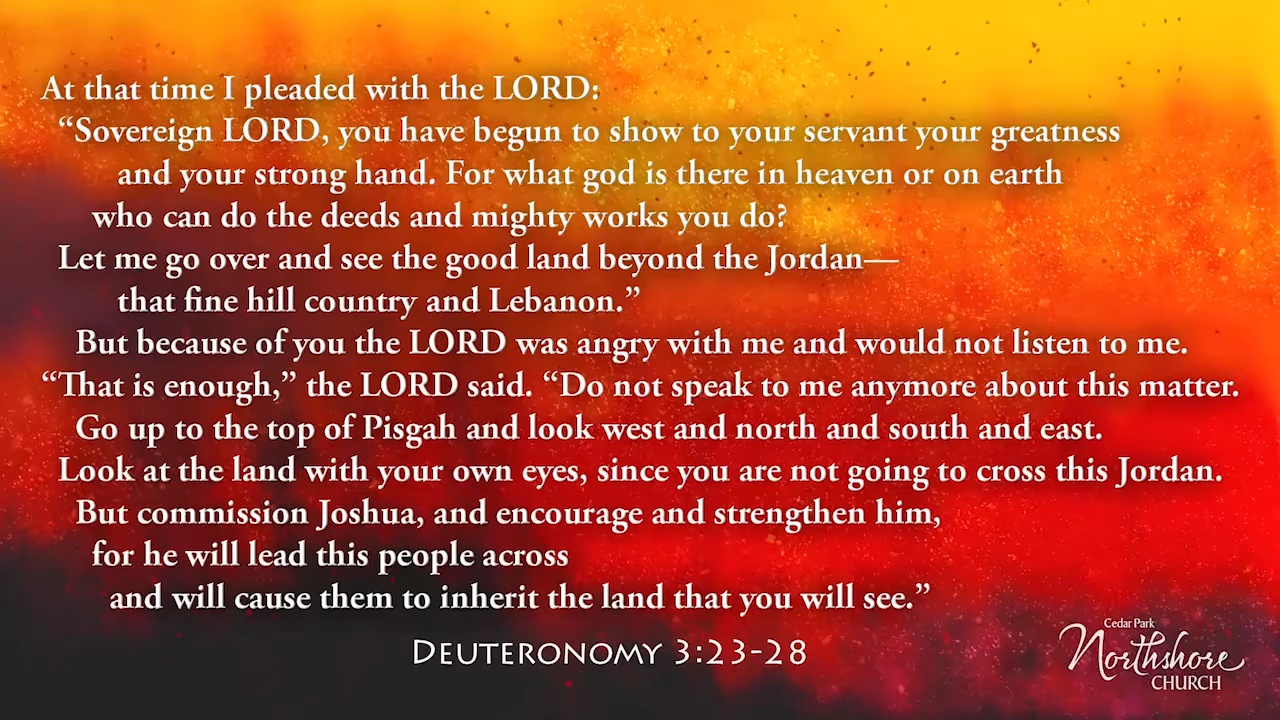 At that time I pleaded with the LORD:
“Sovereign LORD, you have begun to show to your servant your greatness
and your strong hand. For what god is there in heaven or on earth
who can do the deeds and mighty works you do?
Let me go over and see the good land beyond the Jordan—
that fine hill country and Lebanon.”
But because of you the LORD was angry with me and would not listen to me.
“That is enough,” the LORD said. “Do not speak to me anymore about this matter.
Go up to the top of Pisgah and look west and north and south and east.
Look at the land with your own eyes, since you are not going to cross this Jordan.
But commission Joshua, and encourage and strengthen him,
for he will lead this people across
and will cause them to inherit the land that you will see.”
DEUTERONOMY 3:23-28
Cedar Park
Northshore
CHURCH